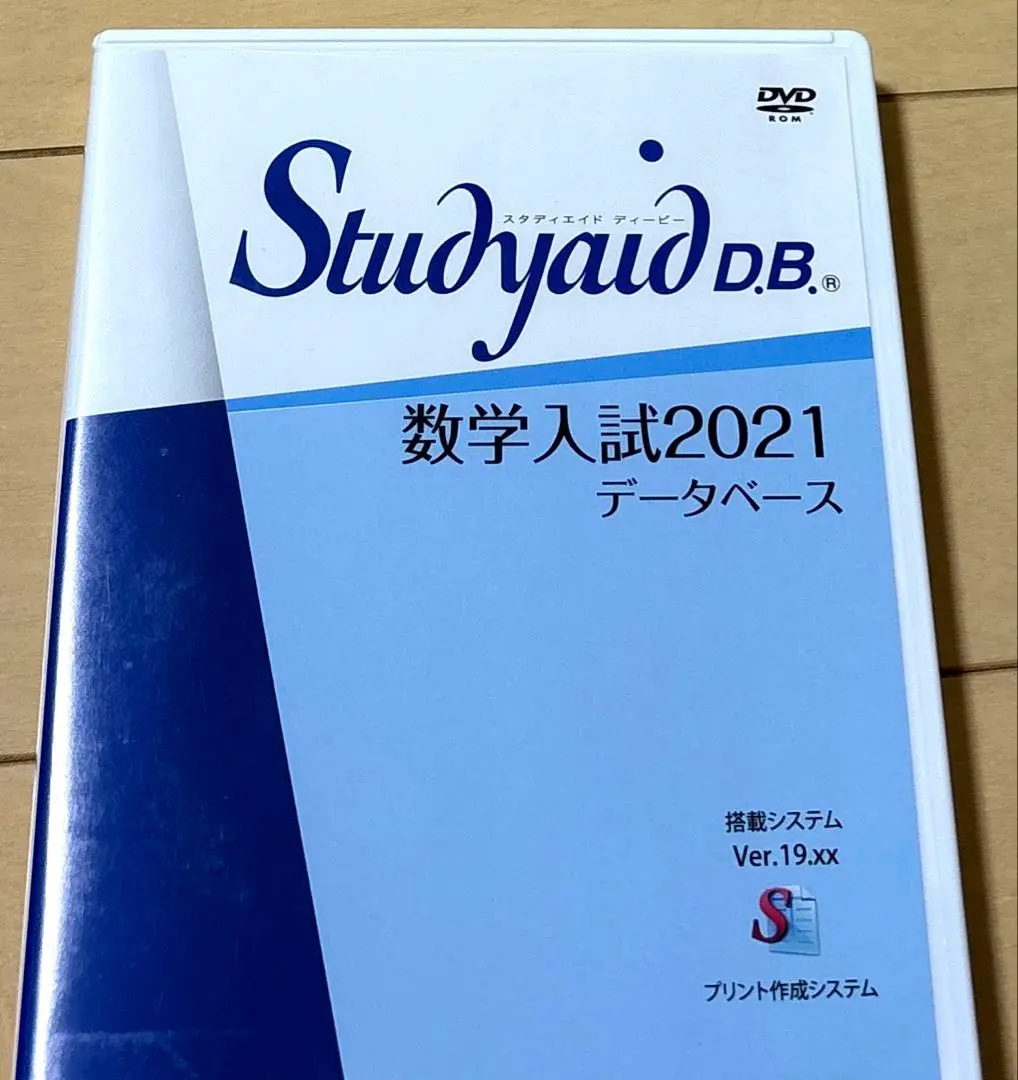 DVD
ROM
スタディエイド ディービー
Studyaid D.B.®
数学入試2021
データベース
搭載システム
Ver.19.xx
S
プリント作成システム